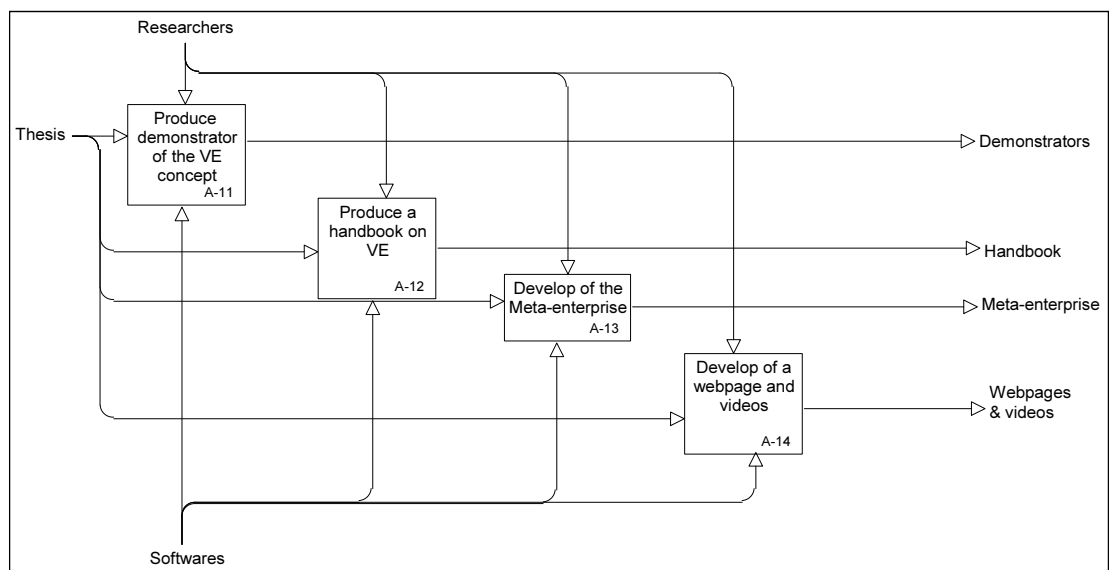 Researchers
Thesis
Produce
demonstrator
of the VE
concept
A-11
Demonstrators
Produce a
handbook on
VE
A-12
Handbook
Develop of the
Meta-enterprise
A-13
Meta-enterprise
Develop of a
webpage and
videos
A-14
Webpages
& videos
Softwares